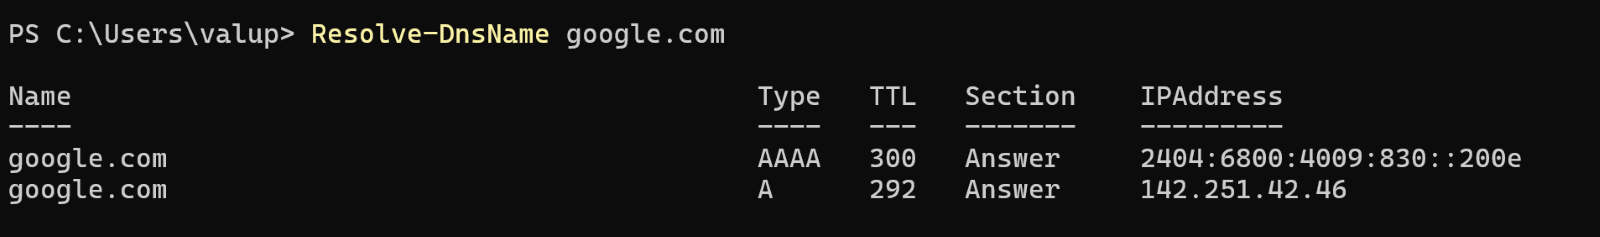 PS C:\Users\valup> Resolve-DnsName google.com
Name Type TTL Section IPAddress
---- ---- --- ------- ---------
google.com AAAA 300 Answer 2404:6800:4009:830::200e
google.com A 292 Answer 142.251.42.46